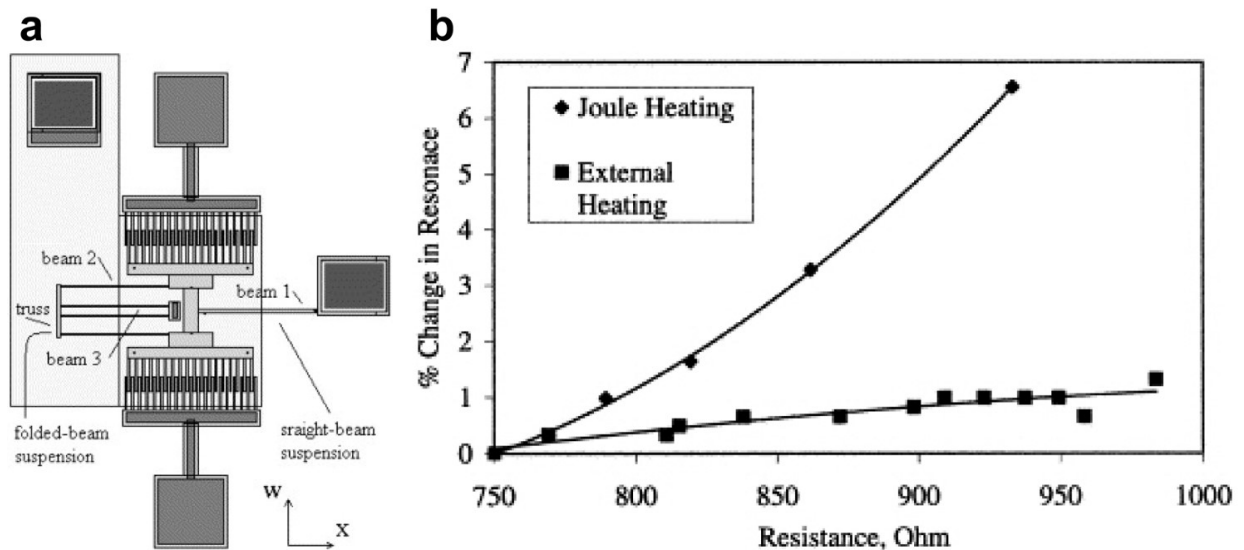 a
beam 2
beam 1
truss
beam 3
folded-beam
suspension
sraight-beam
suspension
W
X
b
% Change in Resonace
7
6
5
4
3
2
1
0
Joule Heating
External
Heating
750
800
850
900
950
1000
Resistance, Ohm